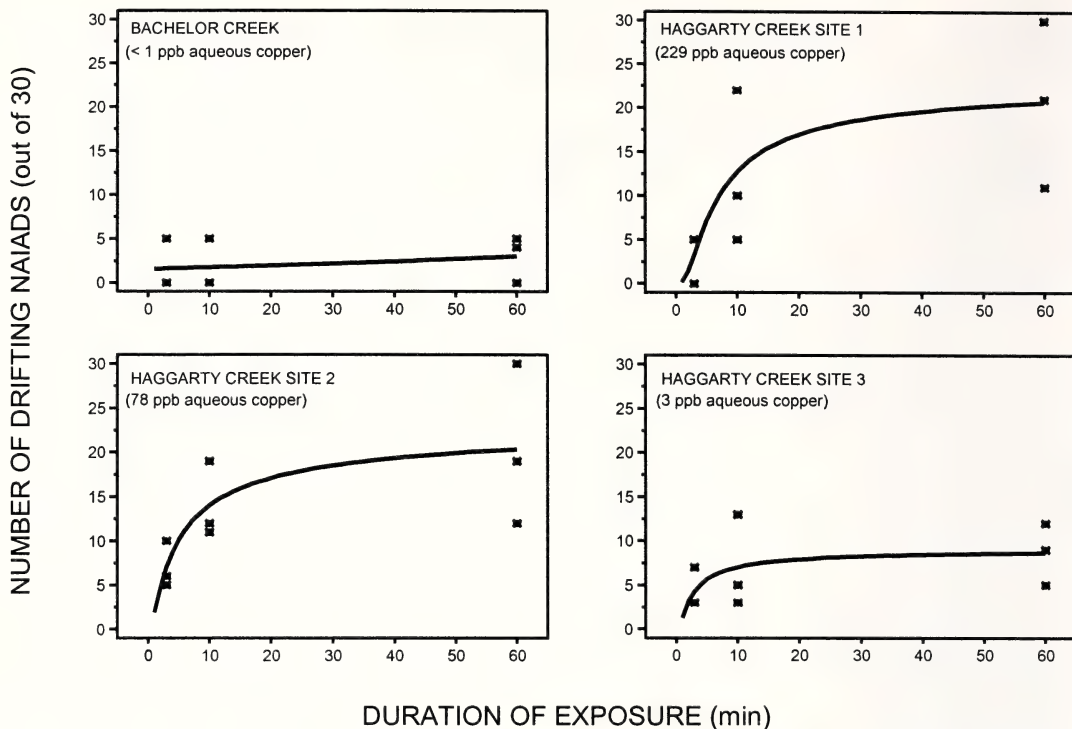 NUMBER OF DRIFTING NAIADS (out of 30)
BACHELOR CREEK
(< 1 ppb aqueous copper)
30
25
20
15
10
5
0
0 10 20 30 40 50 60
HAGGARTY CREEK SITE 1
(229 ppb aqueous copper)
30
25
20
15
10
5
0
0 10 20 30 40 50 60
HAGGARTY CREEK SITE 2
(78 ppb aqueous copper)
30
25
20
15
10
5
0
0 10 20 30 40 50 60
HAGGARTY CREEK SITE 3
(3 ppb aqueous copper)
30
25
20
15
10
5
0
0 10 20 30 40 50 60
DURATION OF EXPOSURE (min)